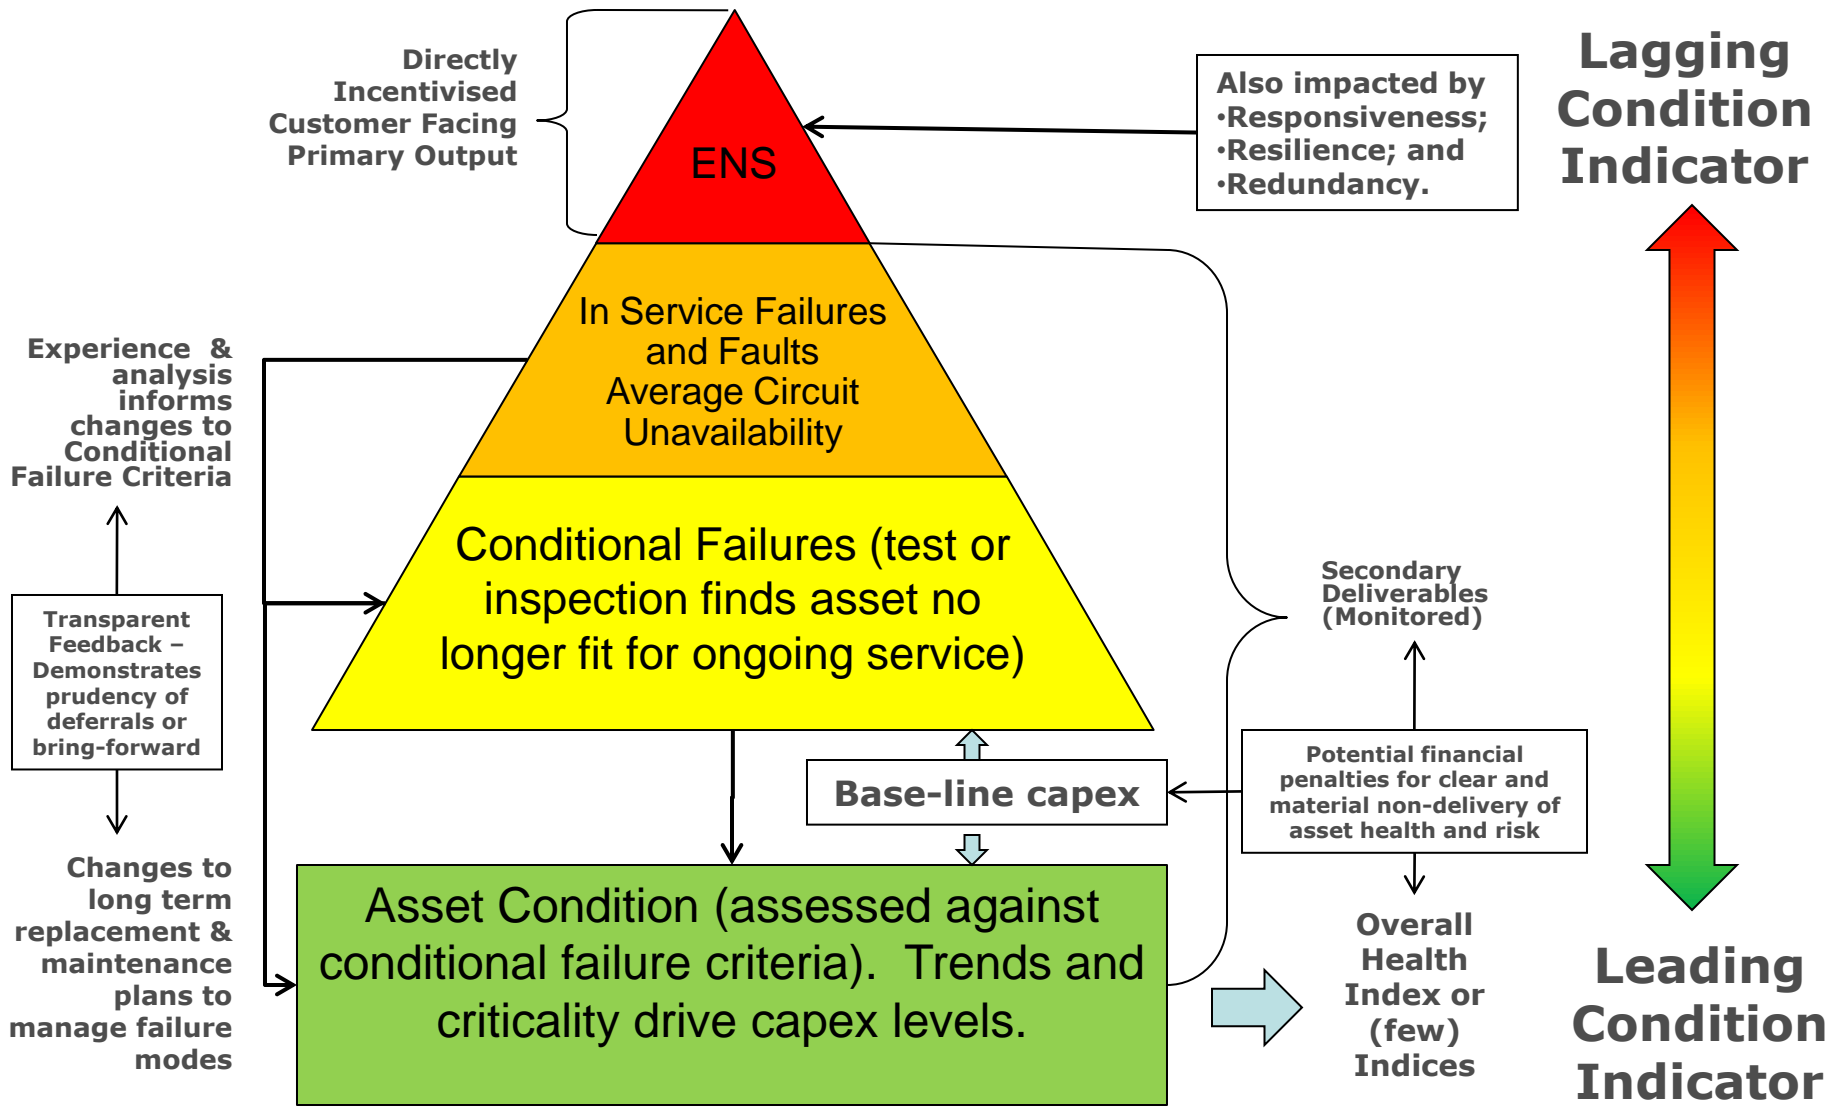 Directly
Incentivised
Customer Facing
Primary Output
ENS
Also impacted by
•Responsiveness;
•Resilience; and
•Redundancy.
Lagging
Condition
Indicator
In Service Failures
and Faults
Average Circuit
Unavailability
Experience &
analysis
informs
changes to
Conditional
Failure Criteria
Conditional Failures (test or
inspection finds asset no
longer fit for ongoing service)
Secondary
Deliverables
(Monitored)
Transparent
Feedback –
Demonstrates
prudency of
deferrals or
bring-forward
Base-line capex
Potential financial
penalties for clear and
material non-delivery of
asset health and risk
Changes to
long term
replacement &
maintenance
plans to
manage failure
modes
Asset Condition (assessed against
conditional failure criteria). Trends and
criticality drive capex levels.
Overall
Health
Index or
(few)
Indices
Leading
Condition
Indicator